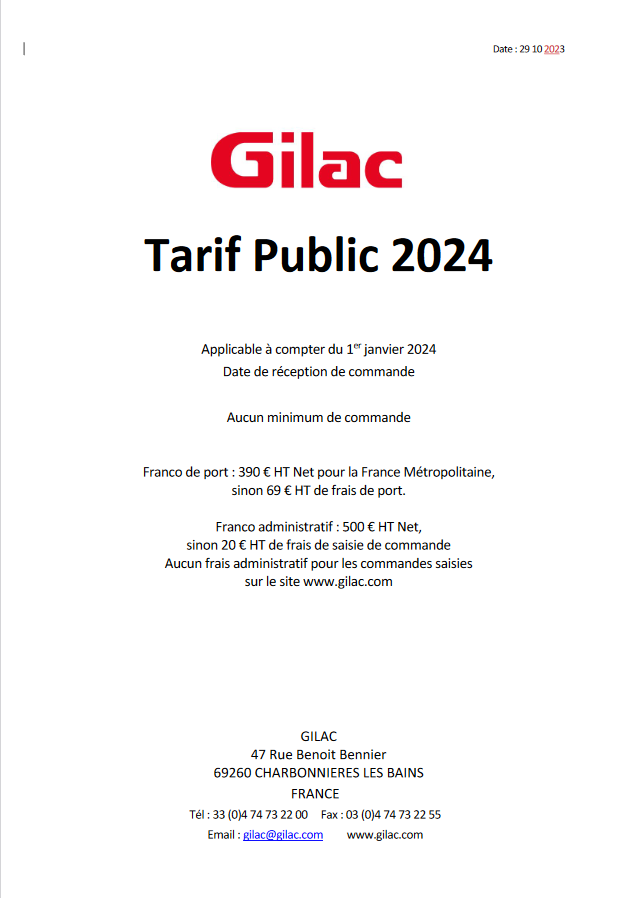 Date : 29 10 2023
Gilac
Tarif Public 2024
Applicable à compter du 1er janvier 2024
Date de réception de commande
Aucun minimum de commande
Franco de port : 390 € HT Net pour la France Métropolitaine,
sinon 69 € HT de frais de port.
Franco administratif : 500 € HT Net,
sinon 20 € HT de frais de saisie de commande
Aucun frais administratif pour les commandes saisies
sur le site www.gilac.com
GILAC
47 Rue Benoit Bennier
69260 CHARBONNIERES LES BAINS
FRANCE
Tél : 33 (0)4 74 73 22 00 Fax : 03 (0)4 74 73 22 55
Email : gilac@gilac.com www.gilac.com